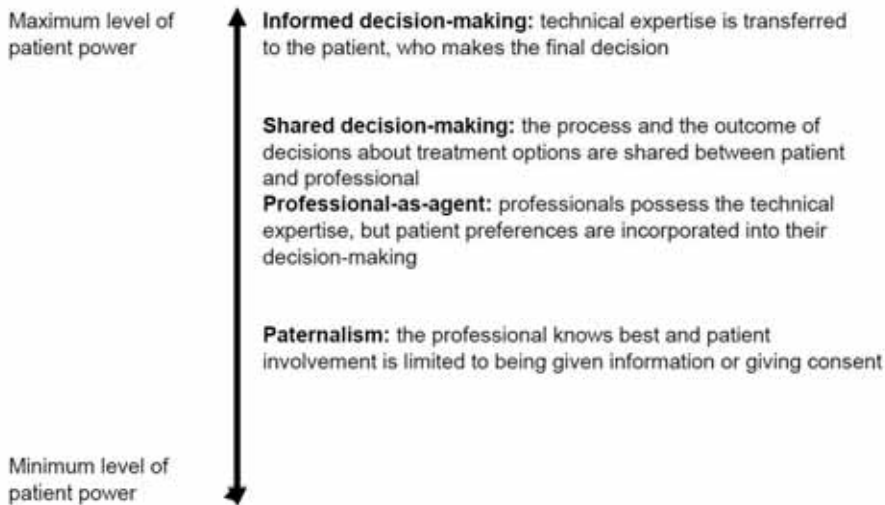 Maximum level of
patient power
Informed decision-making: technical expertise is transferred
to the patient, who makes the final decision
Shared decision-making: the process and the outcome of
decisions about treatment options are shared between patient
and professional
Professional-as-agent: professionals possess the technical
expertise, but patient preferences are incorporated into their
decision-making
Paternalism: the professional knows best and patient
involvement is limited to being given information or giving consent
Minimum level of
patient power